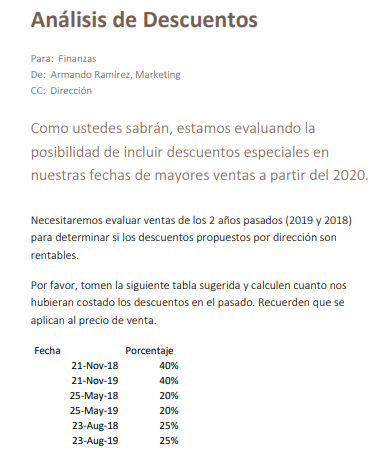 Análisis de Descuentos
Para: Finanzas
De: Armando Ramírez, Marketing
CC: Dirección
Como ustedes sabrán, estamos evaluando la
posibilidad de incluir descuentos especiales en
nuestras fechas de mayores ventas a partir del 2020.
Necesitaremos evaluar ventas de los 2 años pasados (2019 y 2018)
para determinar si los descuentos propuestos por dirección son
rentables.
Por favor, tomen la siguiente tabla sugerida y calculen cuanto nos
hubieran costado los descuentos en el pasado. Recuerden que se
aplican al precio de venta.
Fecha Porcentaje
21-Nov-18 40%
21-Nov-19 40%
25-May-18 20%
25-May-19 20%
23-Aug-18 25%
23-Aug-19 25%